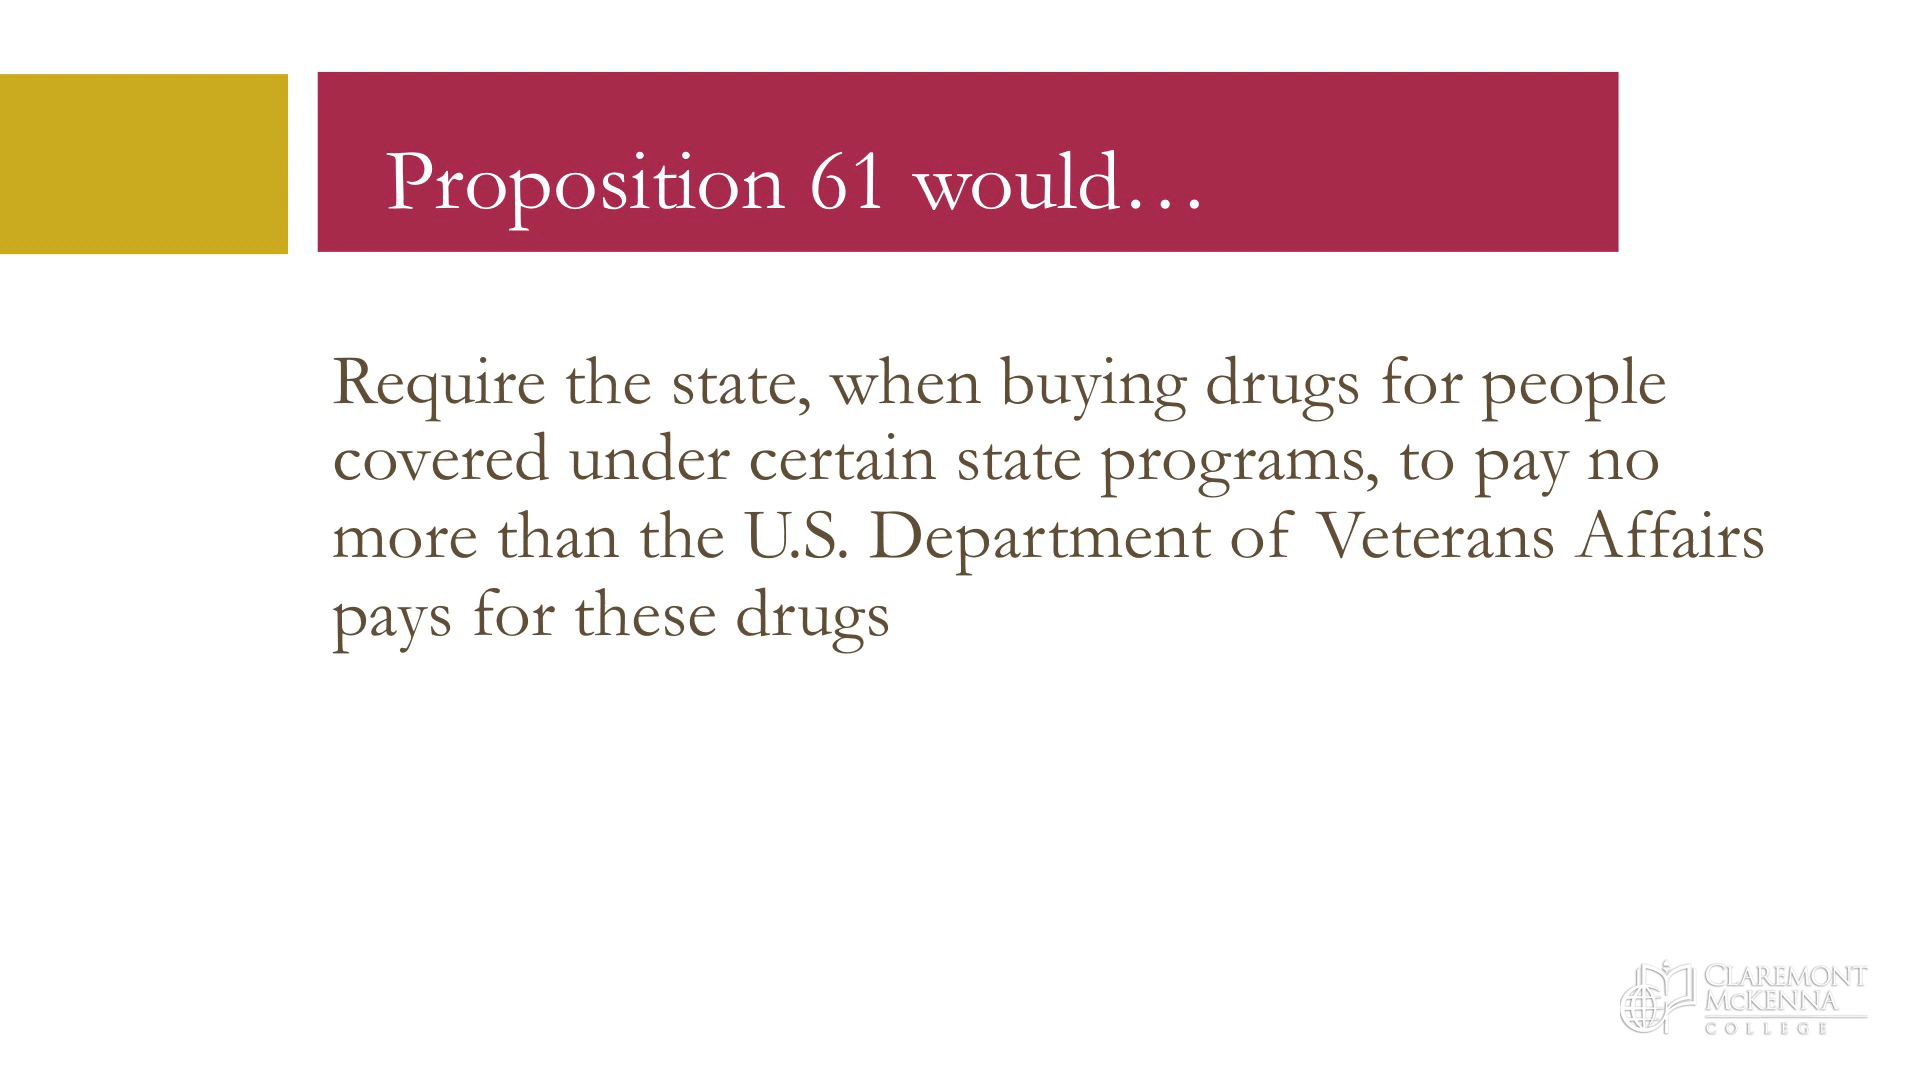 Proposition 61 would…
Require the state, when buying drugs for people
covered under certain state programs, to pay no
more than the U.S. Department of Veterans Affairs
pays for these drugs
CLAREMONT
MCKENNA
COLLEGE